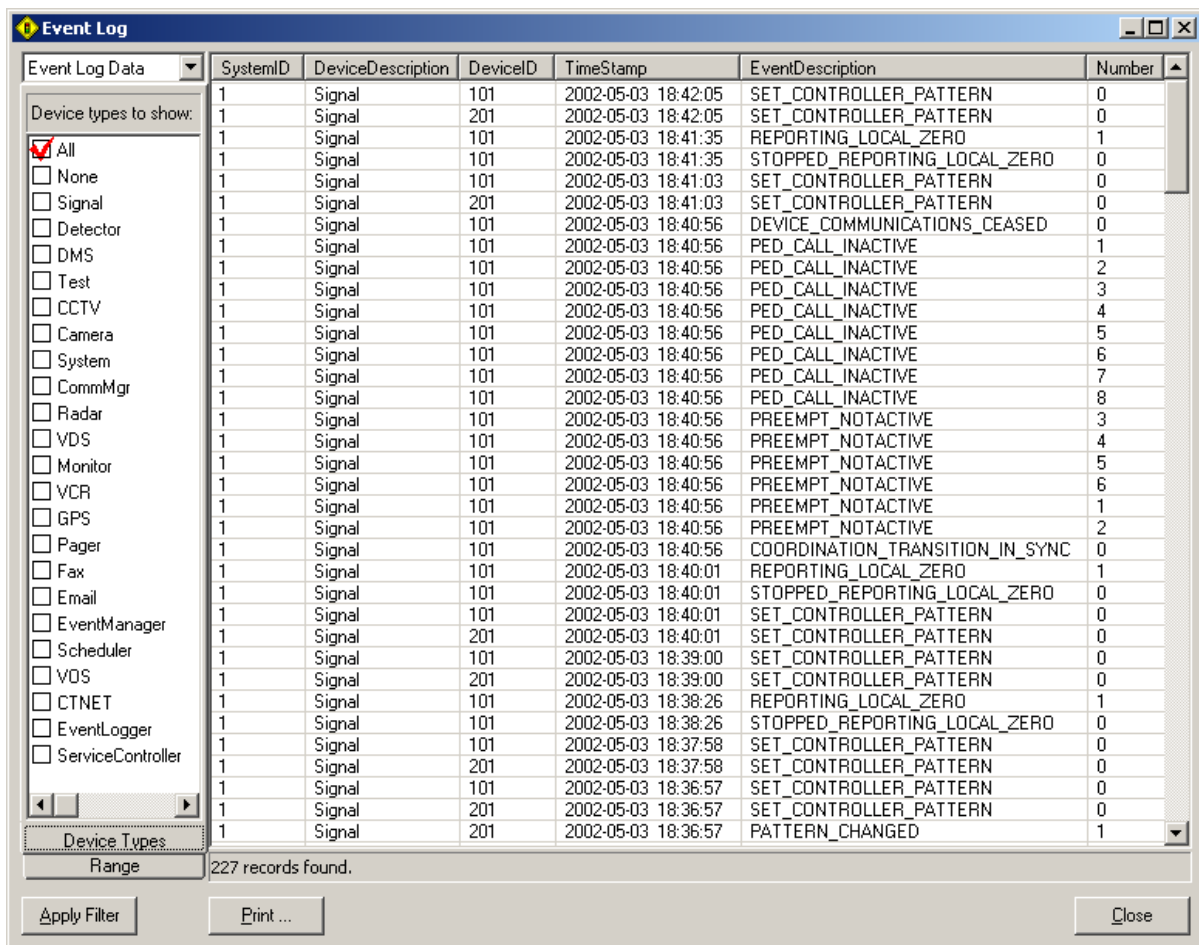 Event Log
Event Log Data
Device types to show:
All
None
Signal
Detector
DMS
Test
CCTV
Camera
System
CommMgr
Radar
VDS
Monitor
VCR
GPS
Pager
Fax
Email
EventManager
Scheduler
VOS
CTNET
EventLogger
ServiceController
Device Types
Range
SystemID DeviceDescription DeviceID TimeStamp EventDescription Number
1 Signal 101 2002-05-03 18:42:05 SET_CONTROLLER_PATTERN 0
1 Signal 201 2002-05-03 18:42:05 SET_CONTROLLER_PATTERN 0
1 Signal 101 2002-05-03 18:41:35 REPORTING_LOCAL_ZERO 1
1 Signal 101 2002-05-03 18:41:35 STOPPED_REPORTING_LOCAL_ZERO 0
1 Signal 101 2002-05-03 18:41:03 SET_CONTROLLER_PATTERN 0
1 Signal 201 2002-05-03 18:41:03 SET_CONTROLLER_PATTERN 0
1 Signal 101 2002-05-03 18:40:56 DEVICE_COMMUNICATIONS_CEASED 0
1 Signal 101 2002-05-03 18:40:56 PED_CALL_INACTIVE 1
1 Signal 101 2002-05-03 18:40:56 PED_CALL_INACTIVE 2
1 Signal 101 2002-05-03 18:40:56 PED_CALL_INACTIVE 3
1 Signal 101 2002-05-03 18:40:56 PED_CALL_INACTIVE 4
1 Signal 101 2002-05-03 18:40:56 PED_CALL_INACTIVE 5
1 Signal 101 2002-05-03 18:40:56 PED_CALL_INACTIVE 6
1 Signal 101 2002-05-03 18:40:56 PED_CALL_INACTIVE 7
1 Signal 101 2002-05-03 18:40:56 PED_CALL_INACTIVE 8
1 Signal 101 2002-05-03 18:40:56 PREEMPT_NOTACTIVE 3
1 Signal 101 2002-05-03 18:40:56 PREEMPT_NOTACTIVE 4
1 Signal 101 2002-05-03 18:40:56 PREEMPT_NOTACTIVE 5
1 Signal 101 2002-05-03 18:40:56 PREEMPT_NOTACTIVE 6
1 Signal 101 2002-05-03 18:40:56 PREEMPT_NOTACTIVE 1
1 Signal 101 2002-05-03 18:40:56 PREEMPT_NOTACTIVE 2
1 Signal 101 2002-05-03 18:40:56 COORDINATION_TRANSITION_IN_SYNC 0
1 Signal 101 2002-05-03 18:40:01 REPORTING_LOCAL_ZERO 1
1 Signal 101 2002-05-03 18:40:01 STOPPED_REPORTING_LOCAL_ZERO 0
1 Signal 101 2002-05-03 18:40:01 SET_CONTROLLER_PATTERN 0
1 Signal 201 2002-05-03 18:40:01 SET_CONTROLLER_PATTERN 0
1 Signal 101 2002-05-03 18:39:00 SET_CONTROLLER_PATTERN 0
1 Signal 201 2002-05-03 18:39:00 SET_CONTROLLER_PATTERN 0
1 Signal 101 2002-05-03 18:38:26 REPORTING_LOCAL_ZERO 1
1 Signal 101 2002-05-03 18:38:26 STOPPED_REPORTING_LOCAL_ZERO 0
1 Signal 101 2002-05-03 18:37:58 SET_CONTROLLER_PATTERN 0
1 Signal 201 2002-05-03 18:37:58 SET_CONTROLLER_PATTERN 0
1 Signal 101 2002-05-03 18:36:57 SET_CONTROLLER_PATTERN 0
1 Signal 201 2002-05-03 18:36:57 SET_CONTROLLER_PATTERN 0
1 Signal 201 2002-05-03 18:36:57 PATTERN_CHANGED 1
227 records found.
Apply Filter
Print ...
Close